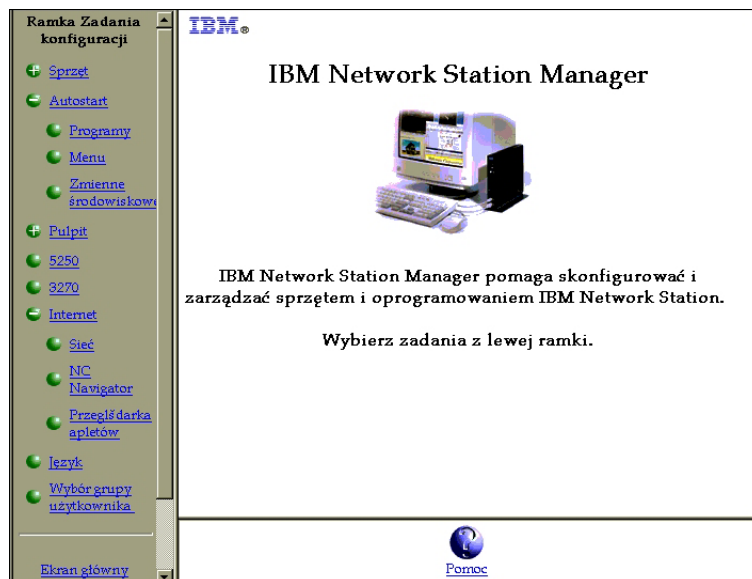 Ramka Zadania
konfiguracji
Sprzęt
Autostart
Programy
Menu
Zmienne
środowiskowe
Pulpit
5250
3270
Internet
Sieć
NC
Navigator
Przeglšdarka
apletów
Język
Wybór grupy
użytkownika
Ekran główny
IBM®
IBM Network Station Manager
IBM Network Station Manager pomaga skonfigurować i
zarządzać sprzętem i oprogramowaniem IBM Network Station.
Wybierz zadania z lewej ramki.
Pomoc